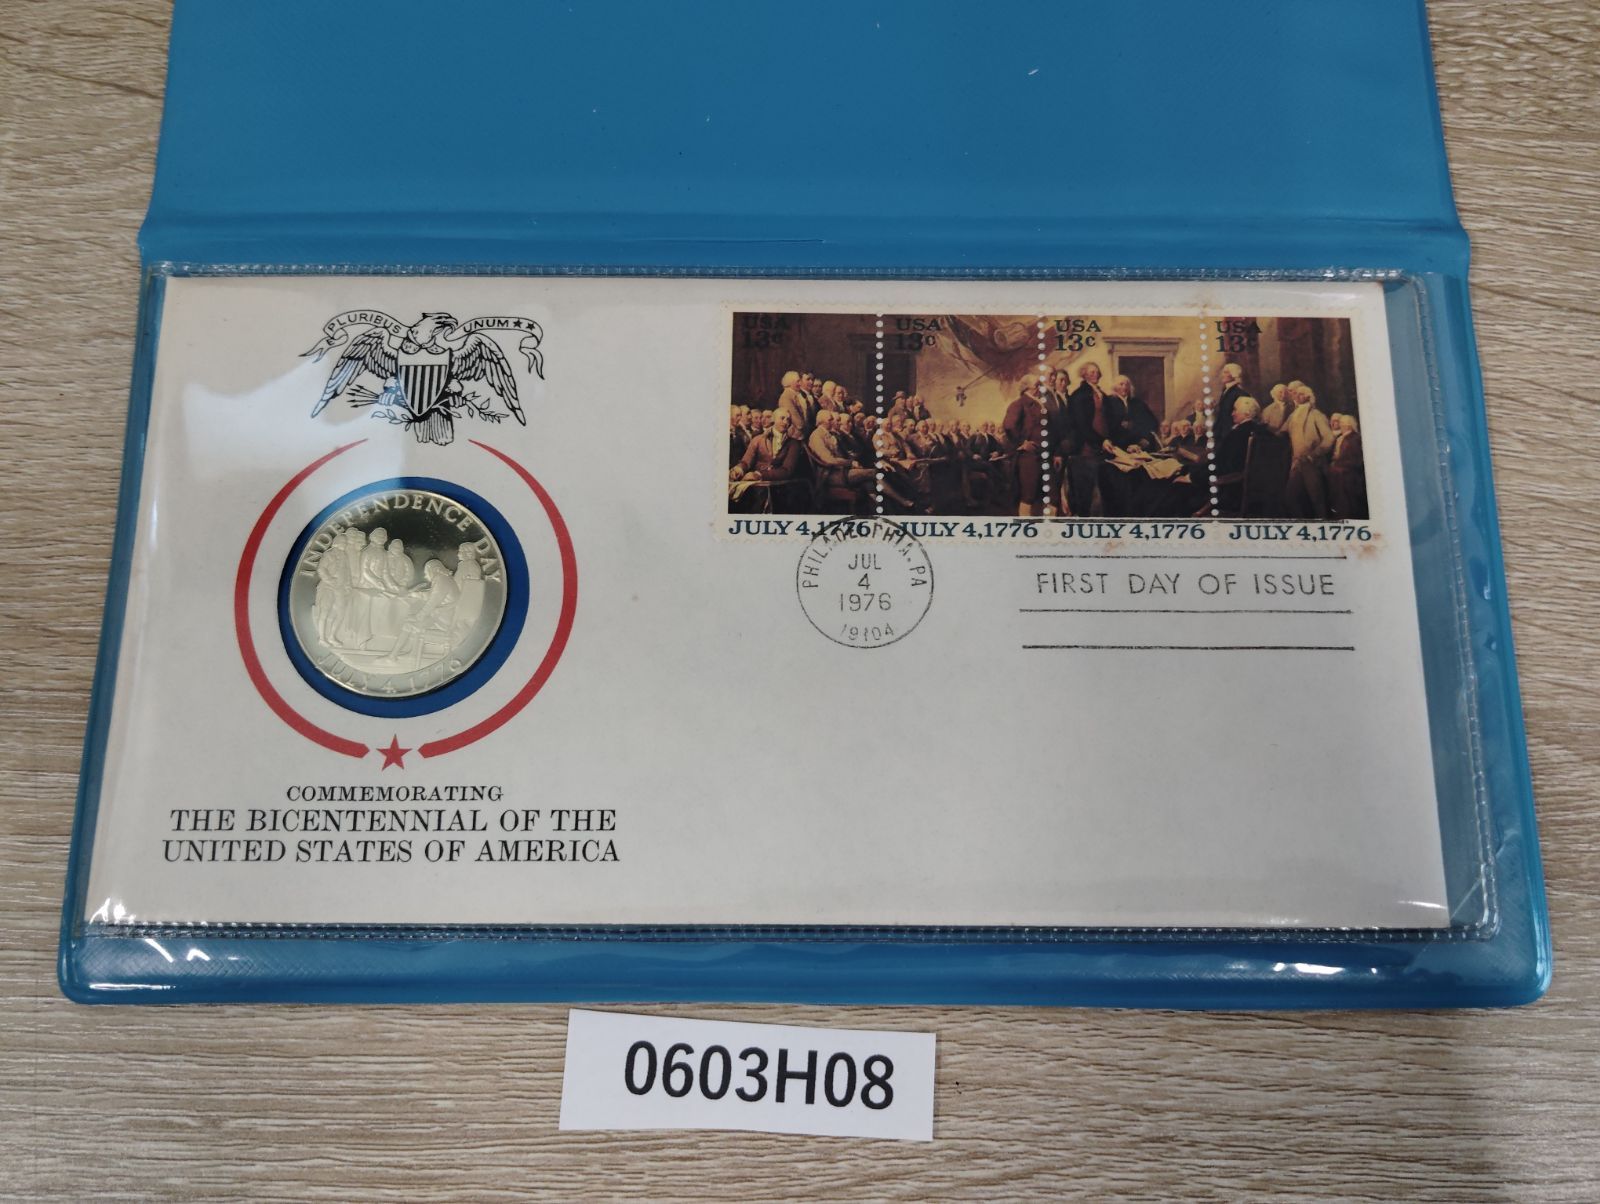 PLURIBUS UNUM★★
INDEPENDENCE DAY
JULY 4, 1776
COMMEMORATING
THE BICENTENNIAL OF THE
UNITED STATES OF AMERICA
USA
13c
USA
13c
USA
13c
USA
13c
JULY 4,1776
JULY 4,1776
JULY 4,1776
JULY 4,1776
PHILADELPHIA·PA
JUL
4
1976
19104
FIRST DAY OF ISSUE
0603H08